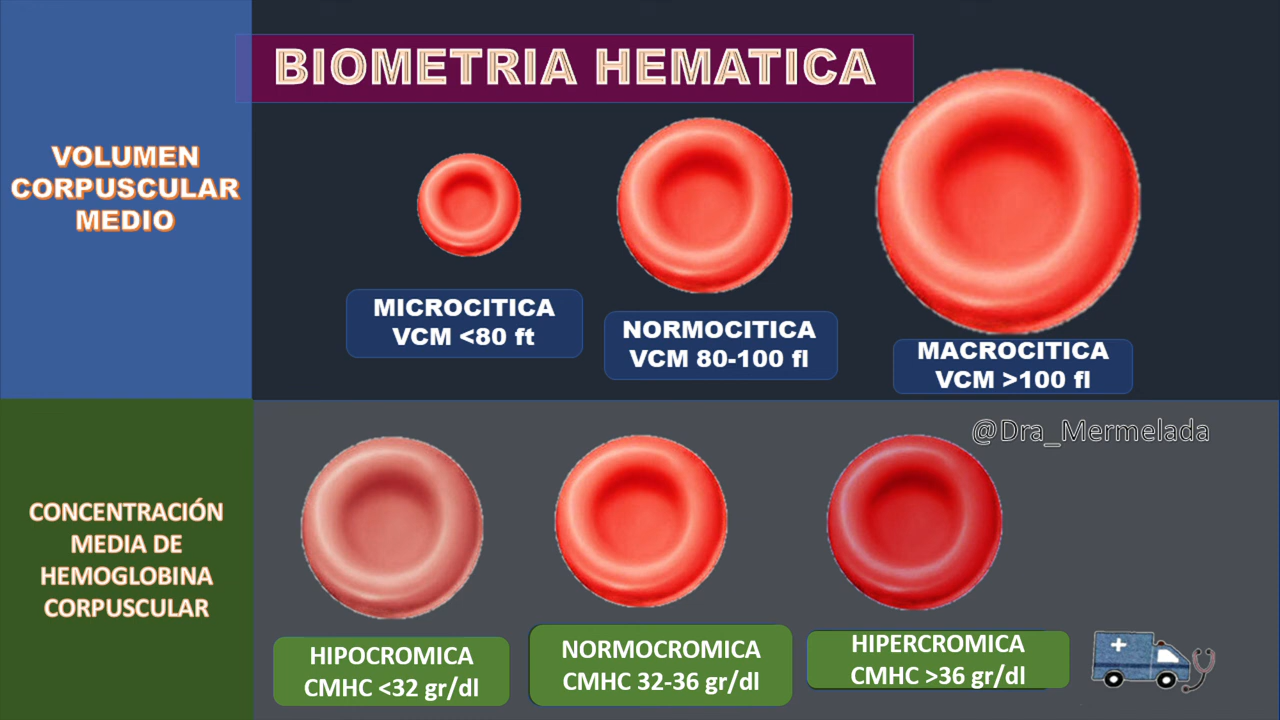 BIOMETRIA HEMATICA
VOLUMEN
CORPUSCULAR
MEDIO
MICROCITICA
VCM <80 ft
NORMOCITICA
VCM 80-100 fl
MACROCITICA
VCM >100 fl
@Dra_Mermelada
CONCENTRACIÓN
MEDIA DE
HEMOGLOBINA
CORPUSCULAR
HIPOCROMICA
CMHC <32 gr/dl
NORMOCROMICA
CMHC 32-36 gr/dl
HIPERCROMICA
CMHC >36 gr/dl